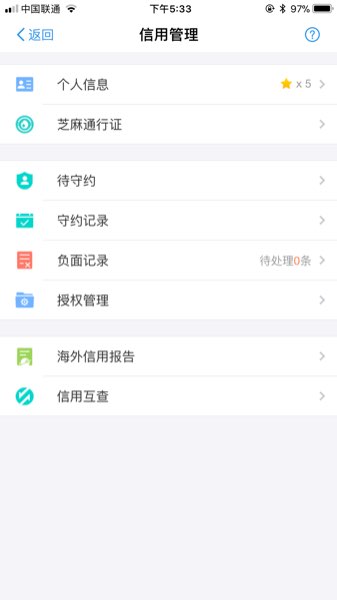 中国联通 下午5:33 97%
返回 信用管理 ?
个人信息 x 5
芝麻通行证
待守约
守约记录
负面记录 待处理0条
授权管理
海外信用报告
信用互查